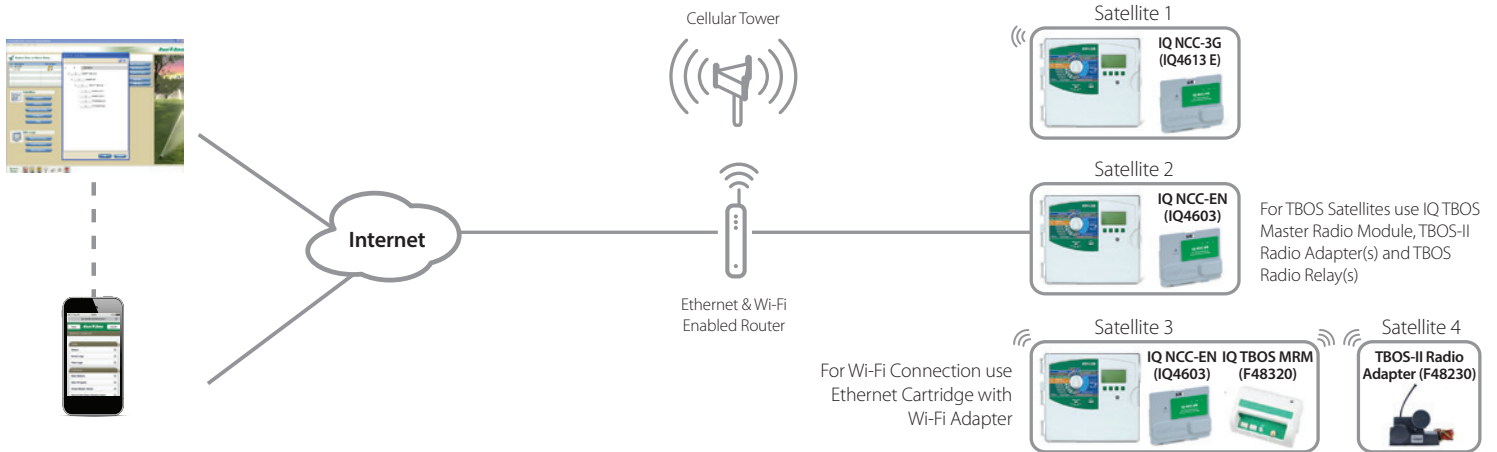 Cellular Tower
Satellite 1
IQ NCC-3G
(IQ4613 E)
Satellite 2
IQ NCC-EN
(IQ4603)
For TBOS Satellites use IQ TBOS
Master Radio Module, TBOS-II
Radio Adapter(s) and TBOS
Radio Relay(s)
Internet
Ethernet & Wi-Fi
Enabled Router
Satellite 3
Satellite 4
For Wi-Fi Connection use
Ethernet Cartridge with
Wi-Fi Adapter
IQ NCC-EN
(IQ4603)
IQ TBOS MRM
(F48320)
TBOS-II Radio
Adapter (F48230)